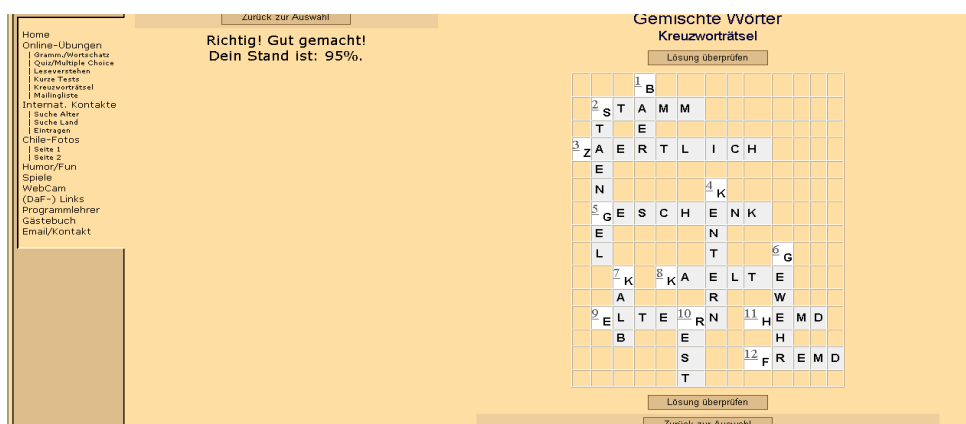 Zurück zur Auswahl
Home
Online-Übungen
| Gramm./Wortschatz
| Quiz/Multiple Choice
| Leseverstehen
| Kurze Tests
| Kreuzworträtsel
| Mailingliste
Internat. Kontakte
| Suche Alter
| Suche Land
| Eintragen
Chile-Fotos
| Seite 1
| Seite 2
Humor/Fun
Spiele
WebCam
(DaF-) Links
Programmlehrer
Gästebuch
Email/Kontakt
Richtig! Gut gemacht!
Dein Stand ist: 95%.
Gemischte Wörter
Kreuzworträtsel
Lösung überprüfen
1 B
2 S T A M M
T E
3 Z A E R T L I C H
E
N 4 K
5 G E S C H E N K
E N
L T 6 G
7 K 8 K A E L T E
A R W
9 E L T E 10 R N 11 H E M D
B E H
S 12 F R E M D
T
Lösung überprüfen
Zurück zur Auswahl